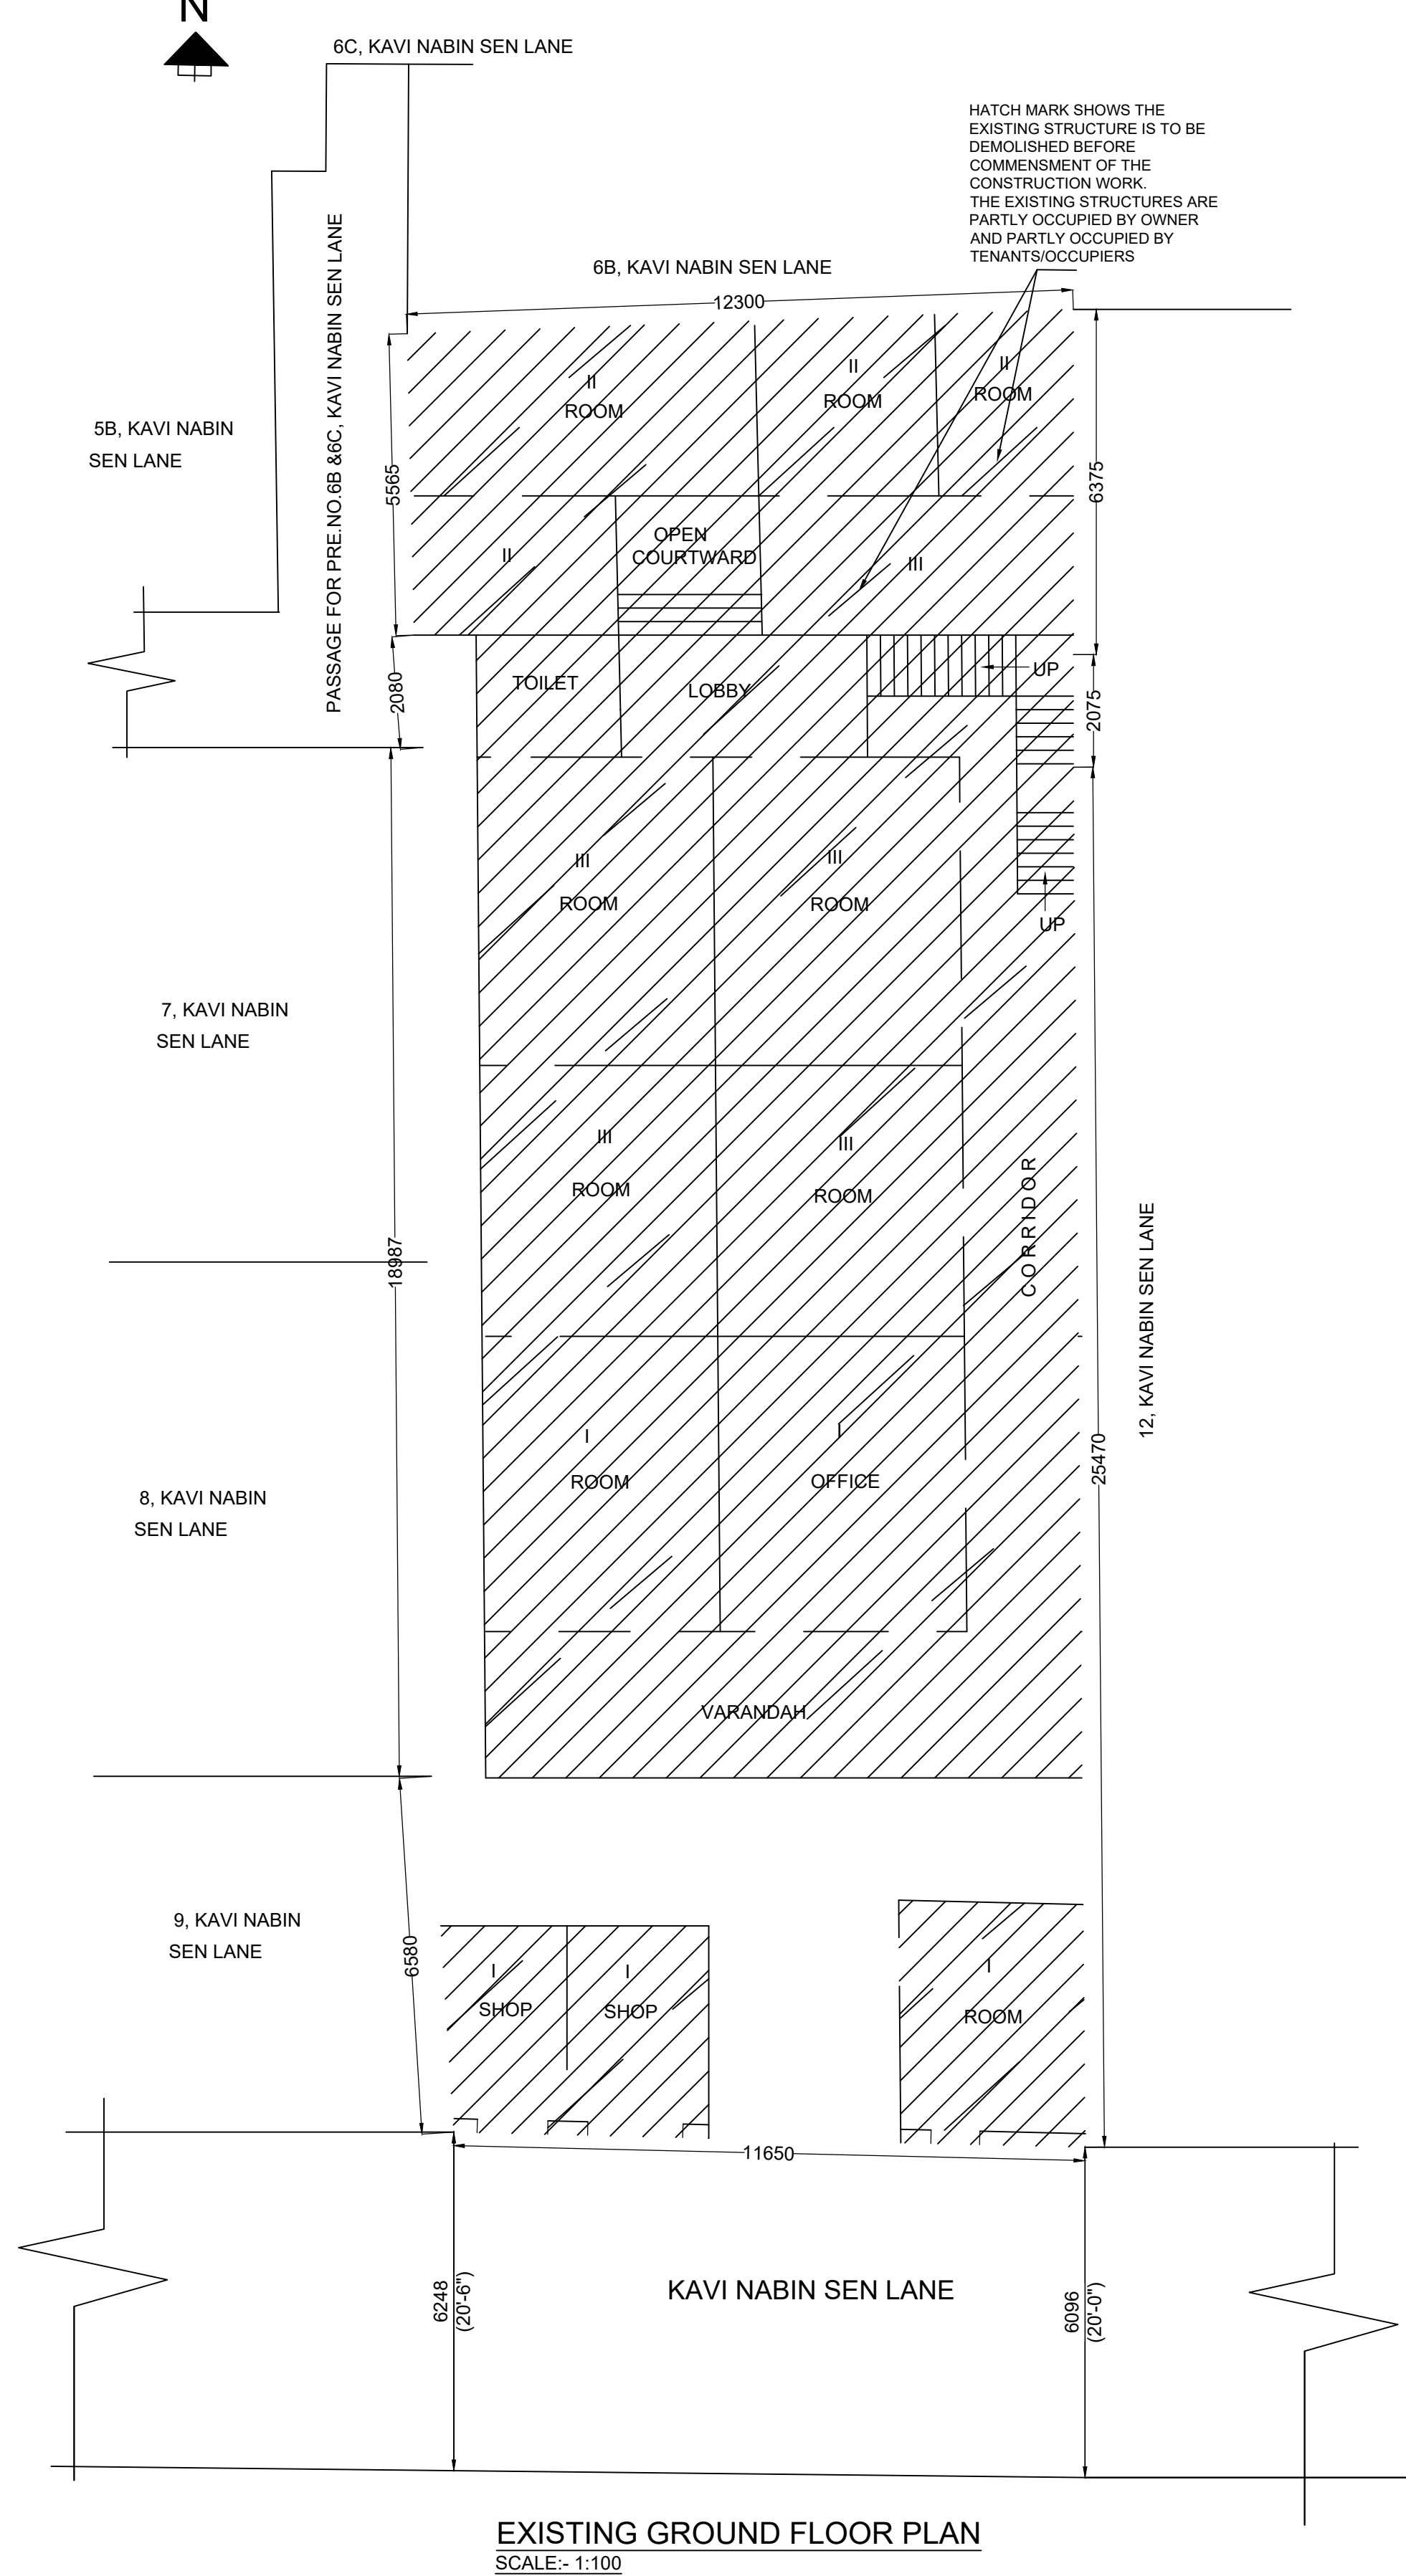 N
6C, KAVI NABIN SEN LANE
HATCH MARK SHOWS THE
EXISTING STRUCTURE IS TO BE
DEMOLISHED BEFORE
COMMENSMENT OF THE
CONSTRUCTION WORK.
THE EXISTING STRUCTURES ARE
PARTLY OCCUPIED BY OWNER
AND PARTLY OCCUPIED BY
TENANTS/OCCUPIERS
6B, KAVI NABIN SEN LANE
12300
PASSAGE FOR PRE.NO.6B &6C, KAVI NABIN SEN LANE
5B, KAVI NABIN
SEN LANE
II
ROOM
II
ROOM
II
ROOM
5565
6375
II
OPEN
COURTWARD
III
TOILET
LOBBY
UP
2080
2075
III
ROOM
III
ROOM
UP
7, KAVI NABIN
SEN LANE
III
ROOM
III
ROOM
CORRIDOR
12, KAVI NABIN SEN LANE
18987
25470
I
ROOM
I
OFFICE
8, KAVI NABIN
SEN LANE
VARANDAH
9, KAVI NABIN
SEN LANE
6580
I
SHOP
I
SHOP
I
ROOM
11650
6248
(20'-6")
KAVI NABIN SEN LANE
6096
(20'-0")
EXISTING GROUND FLOOR PLAN
SCALE:- 1:100